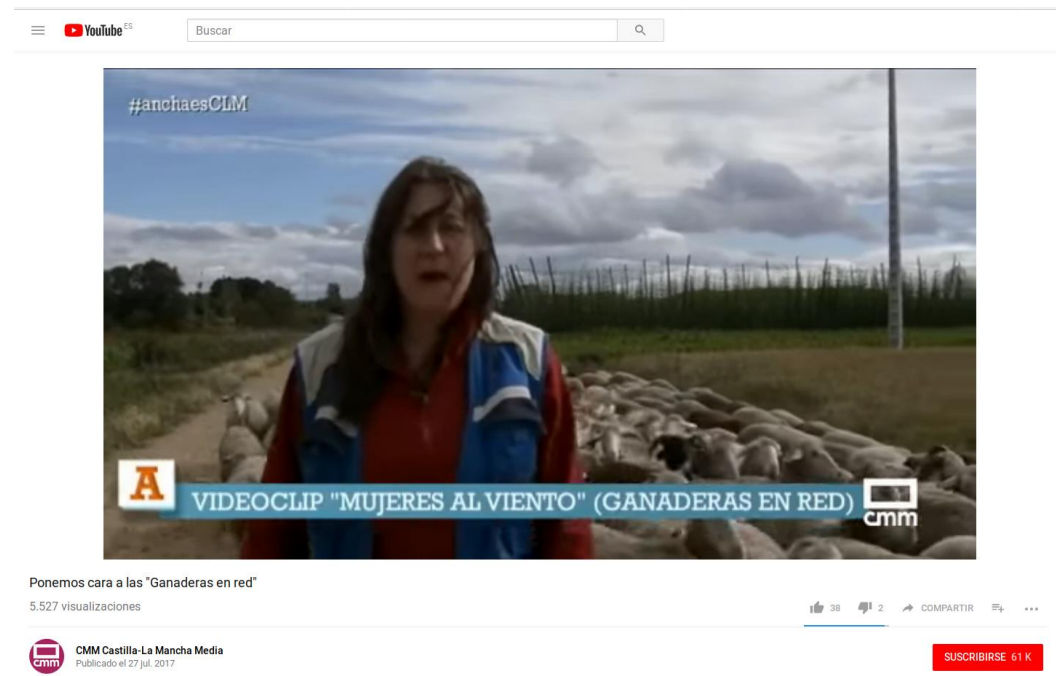 YouTube ES
Buscar
#anchaesCLM
A
VIDEOCLIP "MUJERES AL VIENTO" (GANADERAS EN RED)
cmm
Ponemos cara a las "Ganaderas en red"
5.527 visualizaciones
38 2 COMPARTIR
cmm
CMM Castilla-La Mancha Media
Publicado el 27 jul. 2017
SUSCRIBIRSE 61 K